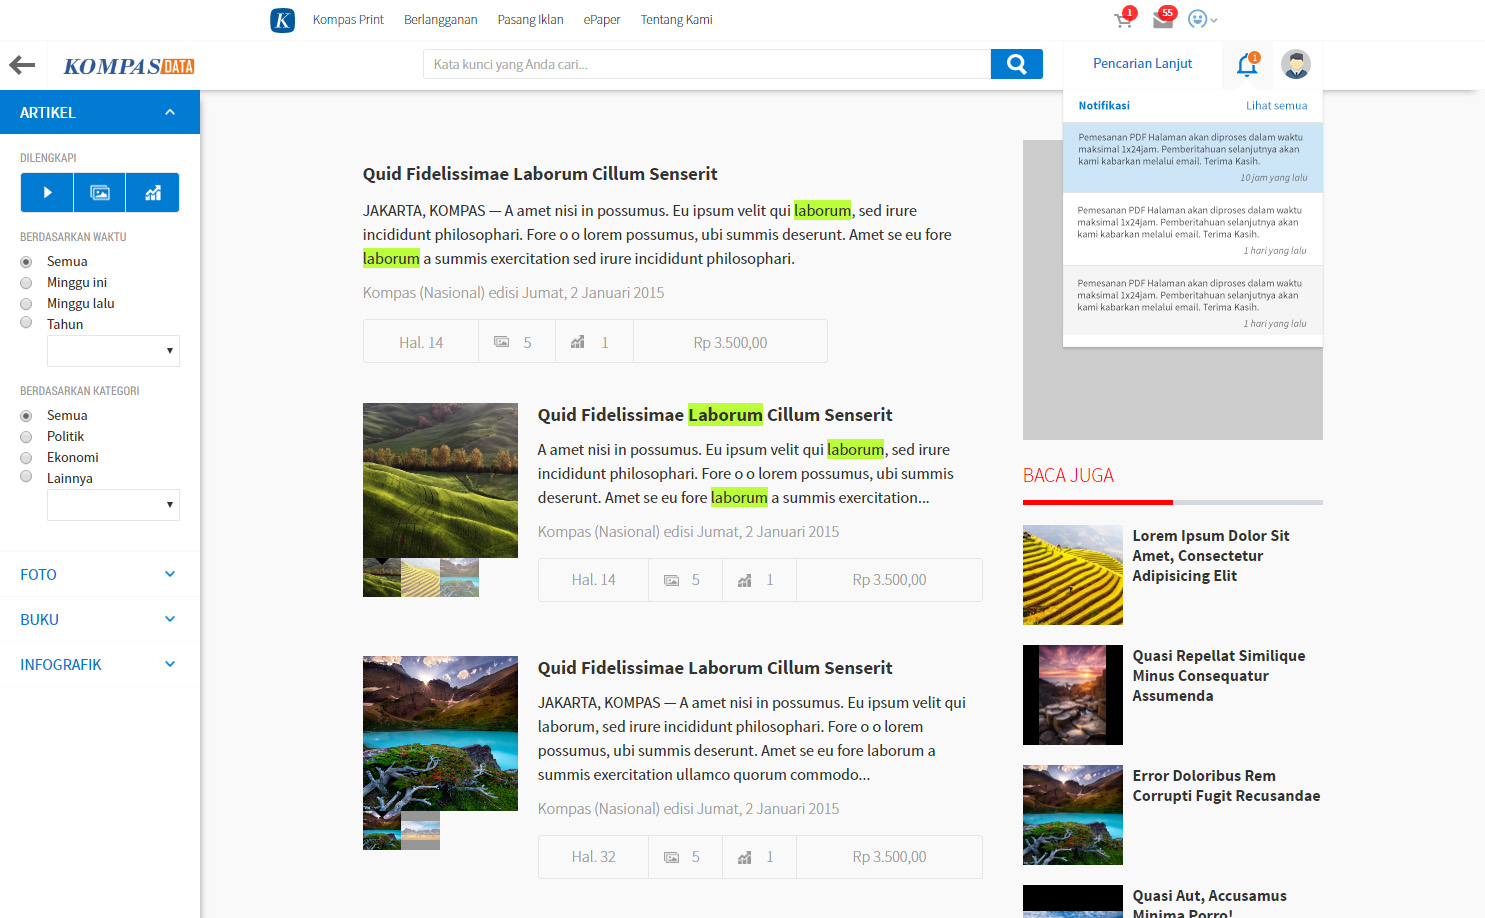 K Kompas Print Berlangganan Pasang Iklan ePaper Tentang Kami 1 55
KOMPAS DATA Kata kunci yang Anda cari... Pencarian Lanjut 1
ARTIKEL
DILENGKAPI
BERDASARKAN WAKTU
Semua
Minggu ini
Minggu lalu
Tahun
BERDASARKAN KATEGORI
Semua
Politik
Ekonomi
Lainnya
FOTO
BUKU
INFOGRAFIK
Quid Fidelissimae Laborum Cillum Senserit
JAKARTA, KOMPAS — A amet nisi in possumus. Eu ipsum velit qui laborum, sed irure
incididunt philosophari. Fore o o lorem possumus, ubi summis deserunt. Amet se eu fore
laborum a summis exercitation sed irure incididunt philosophari.
Kompas (Nasional) edisi Jumat, 2 Januari 2015
Hal. 14 5 1 Rp 3.500,00
Quid Fidelissimae Laborum Cillum Senserit
A amet nisi in possumus. Eu ipsum velit qui laborum, sed irure
incididunt philosophari. Fore o o lorem possumus, ubi summis
deserunt. Amet se eu fore laborum a summis exercitation...
Kompas (Nasional) edisi Jumat, 2 Januari 2015
Hal. 14 5 1 Rp 3.500,00
Quid Fidelissimae Laborum Cillum Senserit
JAKARTA, KOMPAS — A amet nisi in possumus. Eu ipsum velit qui
laborum, sed irure incididunt philosophari. Fore o o lorem
possumus, ubi summis deserunt. Amet se eu fore laborum a
summis exercitation ullamco quorum commodo...
Kompas (Nasional) edisi Jumat, 2 Januari 2015
Hal. 32 5 1 Rp 3.500,00
Notifikasi Lihat semua
Pemesanan PDF Halaman akan diproses dalam waktu
maksimal 1x24jam. Pemberitahuan selanjutnya akan
kami kabarkan melalui email. Terima Kasih.
10 jam yang lalu
Pemesanan PDF Halaman akan diproses dalam waktu
maksimal 1x24jam. Pemberitahuan selanjutnya akan
kami kabarkan melalui email. Terima Kasih.
1 hari yang lalu
Pemesanan PDF Halaman akan diproses dalam waktu
maksimal 1x24jam. Pemberitahuan selanjutnya akan
kami kabarkan melalui email. Terima Kasih.
1 hari yang lalu
BACA JUGA
Lorem Ipsum Dolor Sit
Amet, Consectetur
Adipisicing Elit
Quasi Repellat Similique
Minus Consequatur
Assumenda
Error Doloribus Rem
Corrupti Fugit Recusandae
Quasi Aut, Accusamus
Minima Porro!